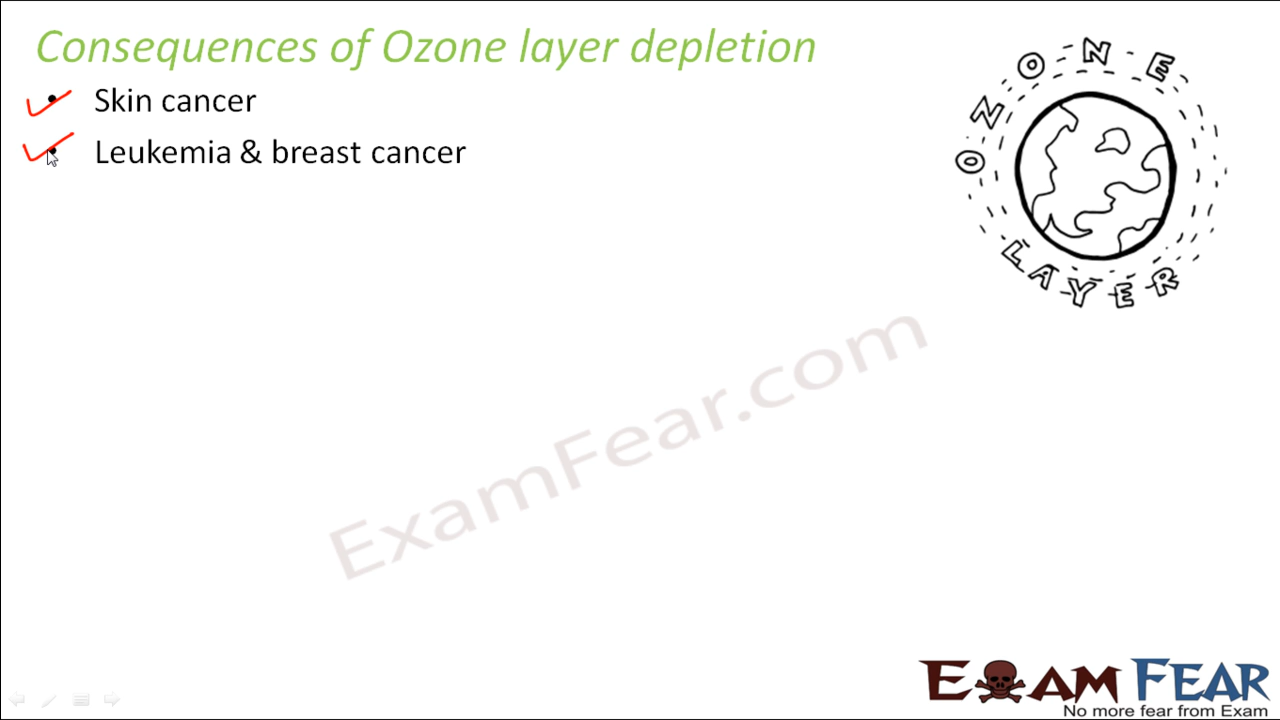 Consequences of Ozone layer depletion
Skin cancer
Leukemia & breast cancer
OZONE
LAYER
ExamFear.com
EXAM FEAR
No more fear from Exam